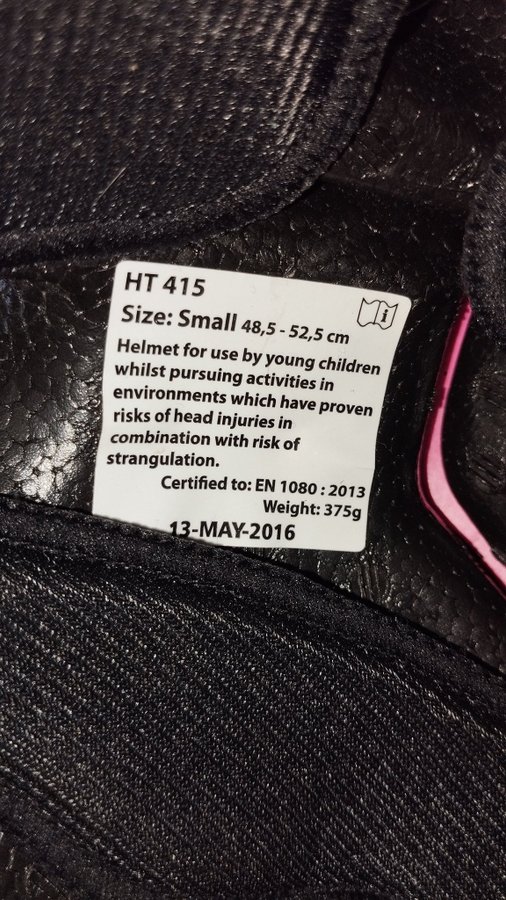 HT 415
Size: Small 48,5 - 52,5 cm
Helmet for use by young children
whilst pursuing activities in
environments which have proven
risks of head injuries in
combination with risk of
strangulation.
Certified to: EN 1080 : 2013
Weight: 375g
13-MAY-2016